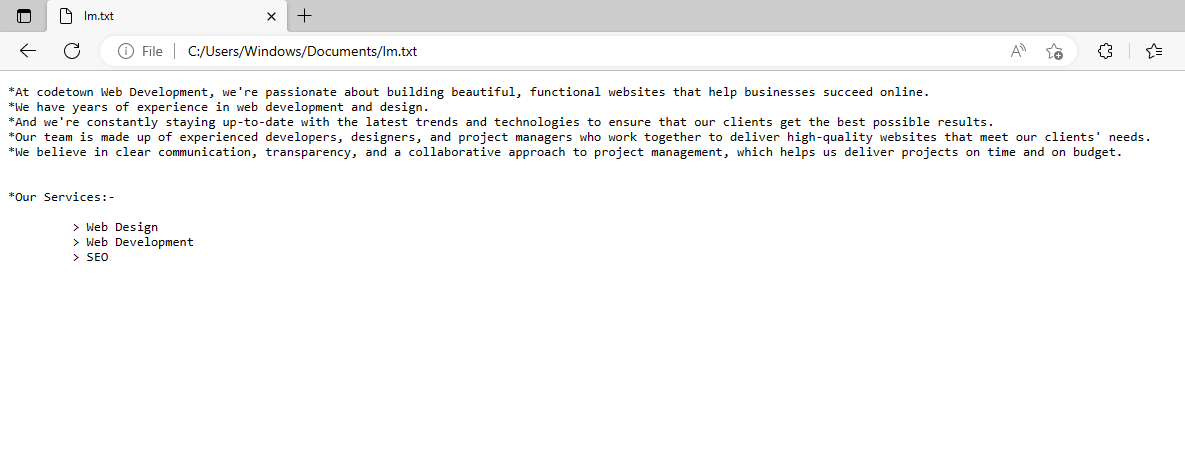 lm.txt
File
C:/Users/Windows/Documents/lm.txt
*At codetown Web Development, we're passionate about building beautiful, functional websites that help businesses succeed online.
*We have years of experience in web development and design.
*And we're constantly staying up-to-date with the latest trends and technologies to ensure that our clients get the best possible results.
*Our team is made up of experienced developers, designers, and project managers who work together to deliver high-quality websites that meet our clients' needs.
*We believe in clear communication, transparency, and a collaborative approach to project management, which helps us deliver projects on time and on budget.
*Our Services:-
> Web Design
> Web Development
> SEO